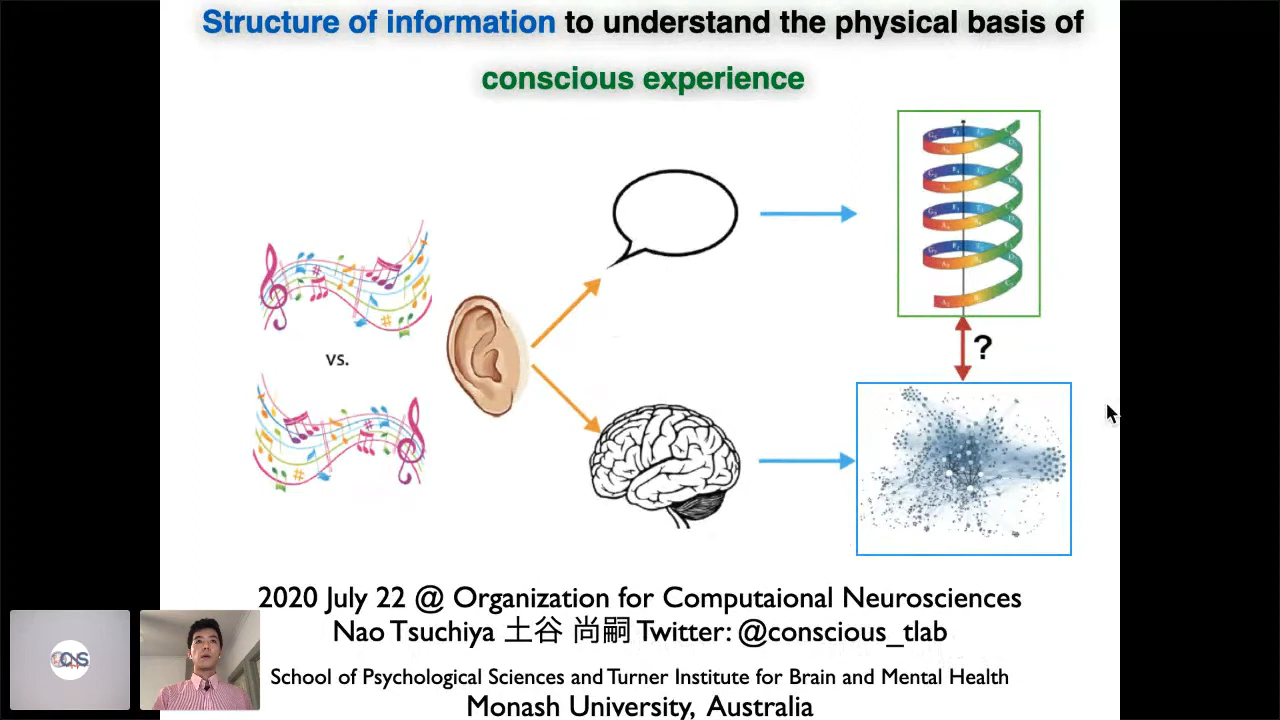 Structure of information to understand the physical basis of
conscious experience
vs.
?
2020 July 22 @ Organization for Computaional Neurosciences
Nao Tsuchiya 土谷 尚嗣 Twitter: @conscious_tlab
School of Psychological Sciences and Turner Institute for Brain and Mental Health
Monash University, Australia